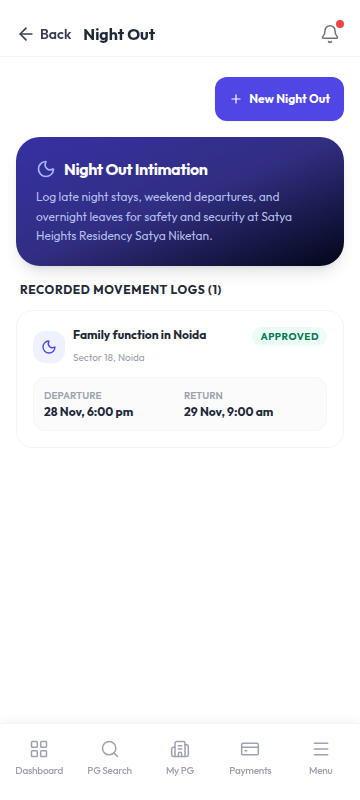 Back Night Out
New Night Out
Night Out Intimation
Log late night stays, weekend departures, and
overnight leaves for safety and security at Satya
Heights Residency Satya Niketan.
RECORDED MOVEMENT LOGS (1)
Family function in Noida
APPROVED
Sector 18, Noida
DEPARTURE RETURN
28 Nov, 6:00 pm 29 Nov, 9:00 am
Dashboard PG Search My PG Payments Menu